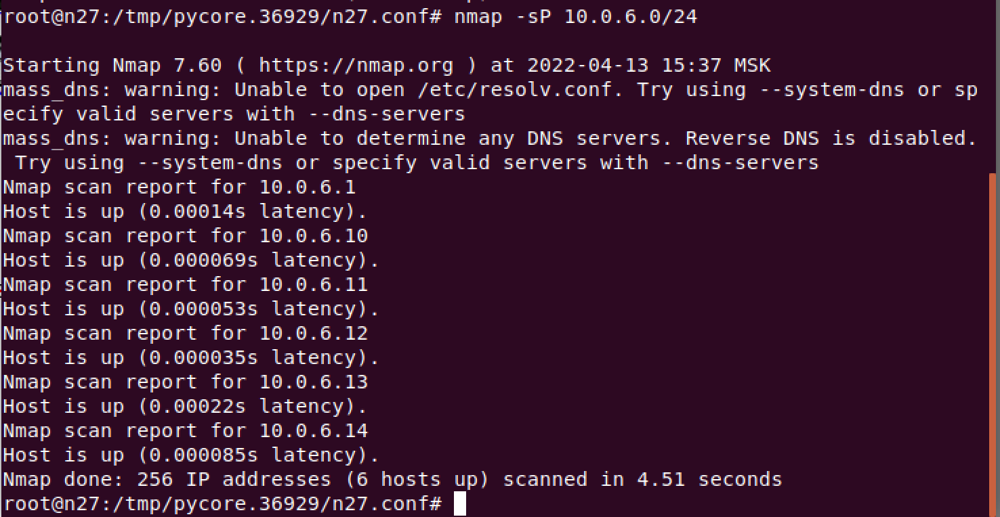 root@n27:/tmp/pycore.36929/n27.conf# nmap -sP 10.0.6.0/24
Starting Nmap 7.60 ( https://nmap.org ) at 2022-04-13 15:37 MSK
mass_dns: warning: Unable to open /etc/resolv.conf. Try using --system-dns or sp
ecify valid servers with --dns-servers
mass_dns: warning: Unable to determine any DNS servers. Reverse DNS is disabled.
 Try using --system-dns or specify valid servers with --dns-servers
Nmap scan report for 10.0.6.1
Host is up (0.00014s latency).
Nmap scan report for 10.0.6.10
Host is up (0.000069s latency).
Nmap scan report for 10.0.6.11
Host is up (0.000053s latency).
Nmap scan report for 10.0.6.12
Host is up (0.000035s latency).
Nmap scan report for 10.0.6.13
Host is up (0.00022s latency).
Nmap scan report for 10.0.6.14
Host is up (0.000085s latency).
Nmap done: 256 IP addresses (6 hosts up) scanned in 4.51 seconds
root@n27:/tmp/pycore.36929/n27.conf#